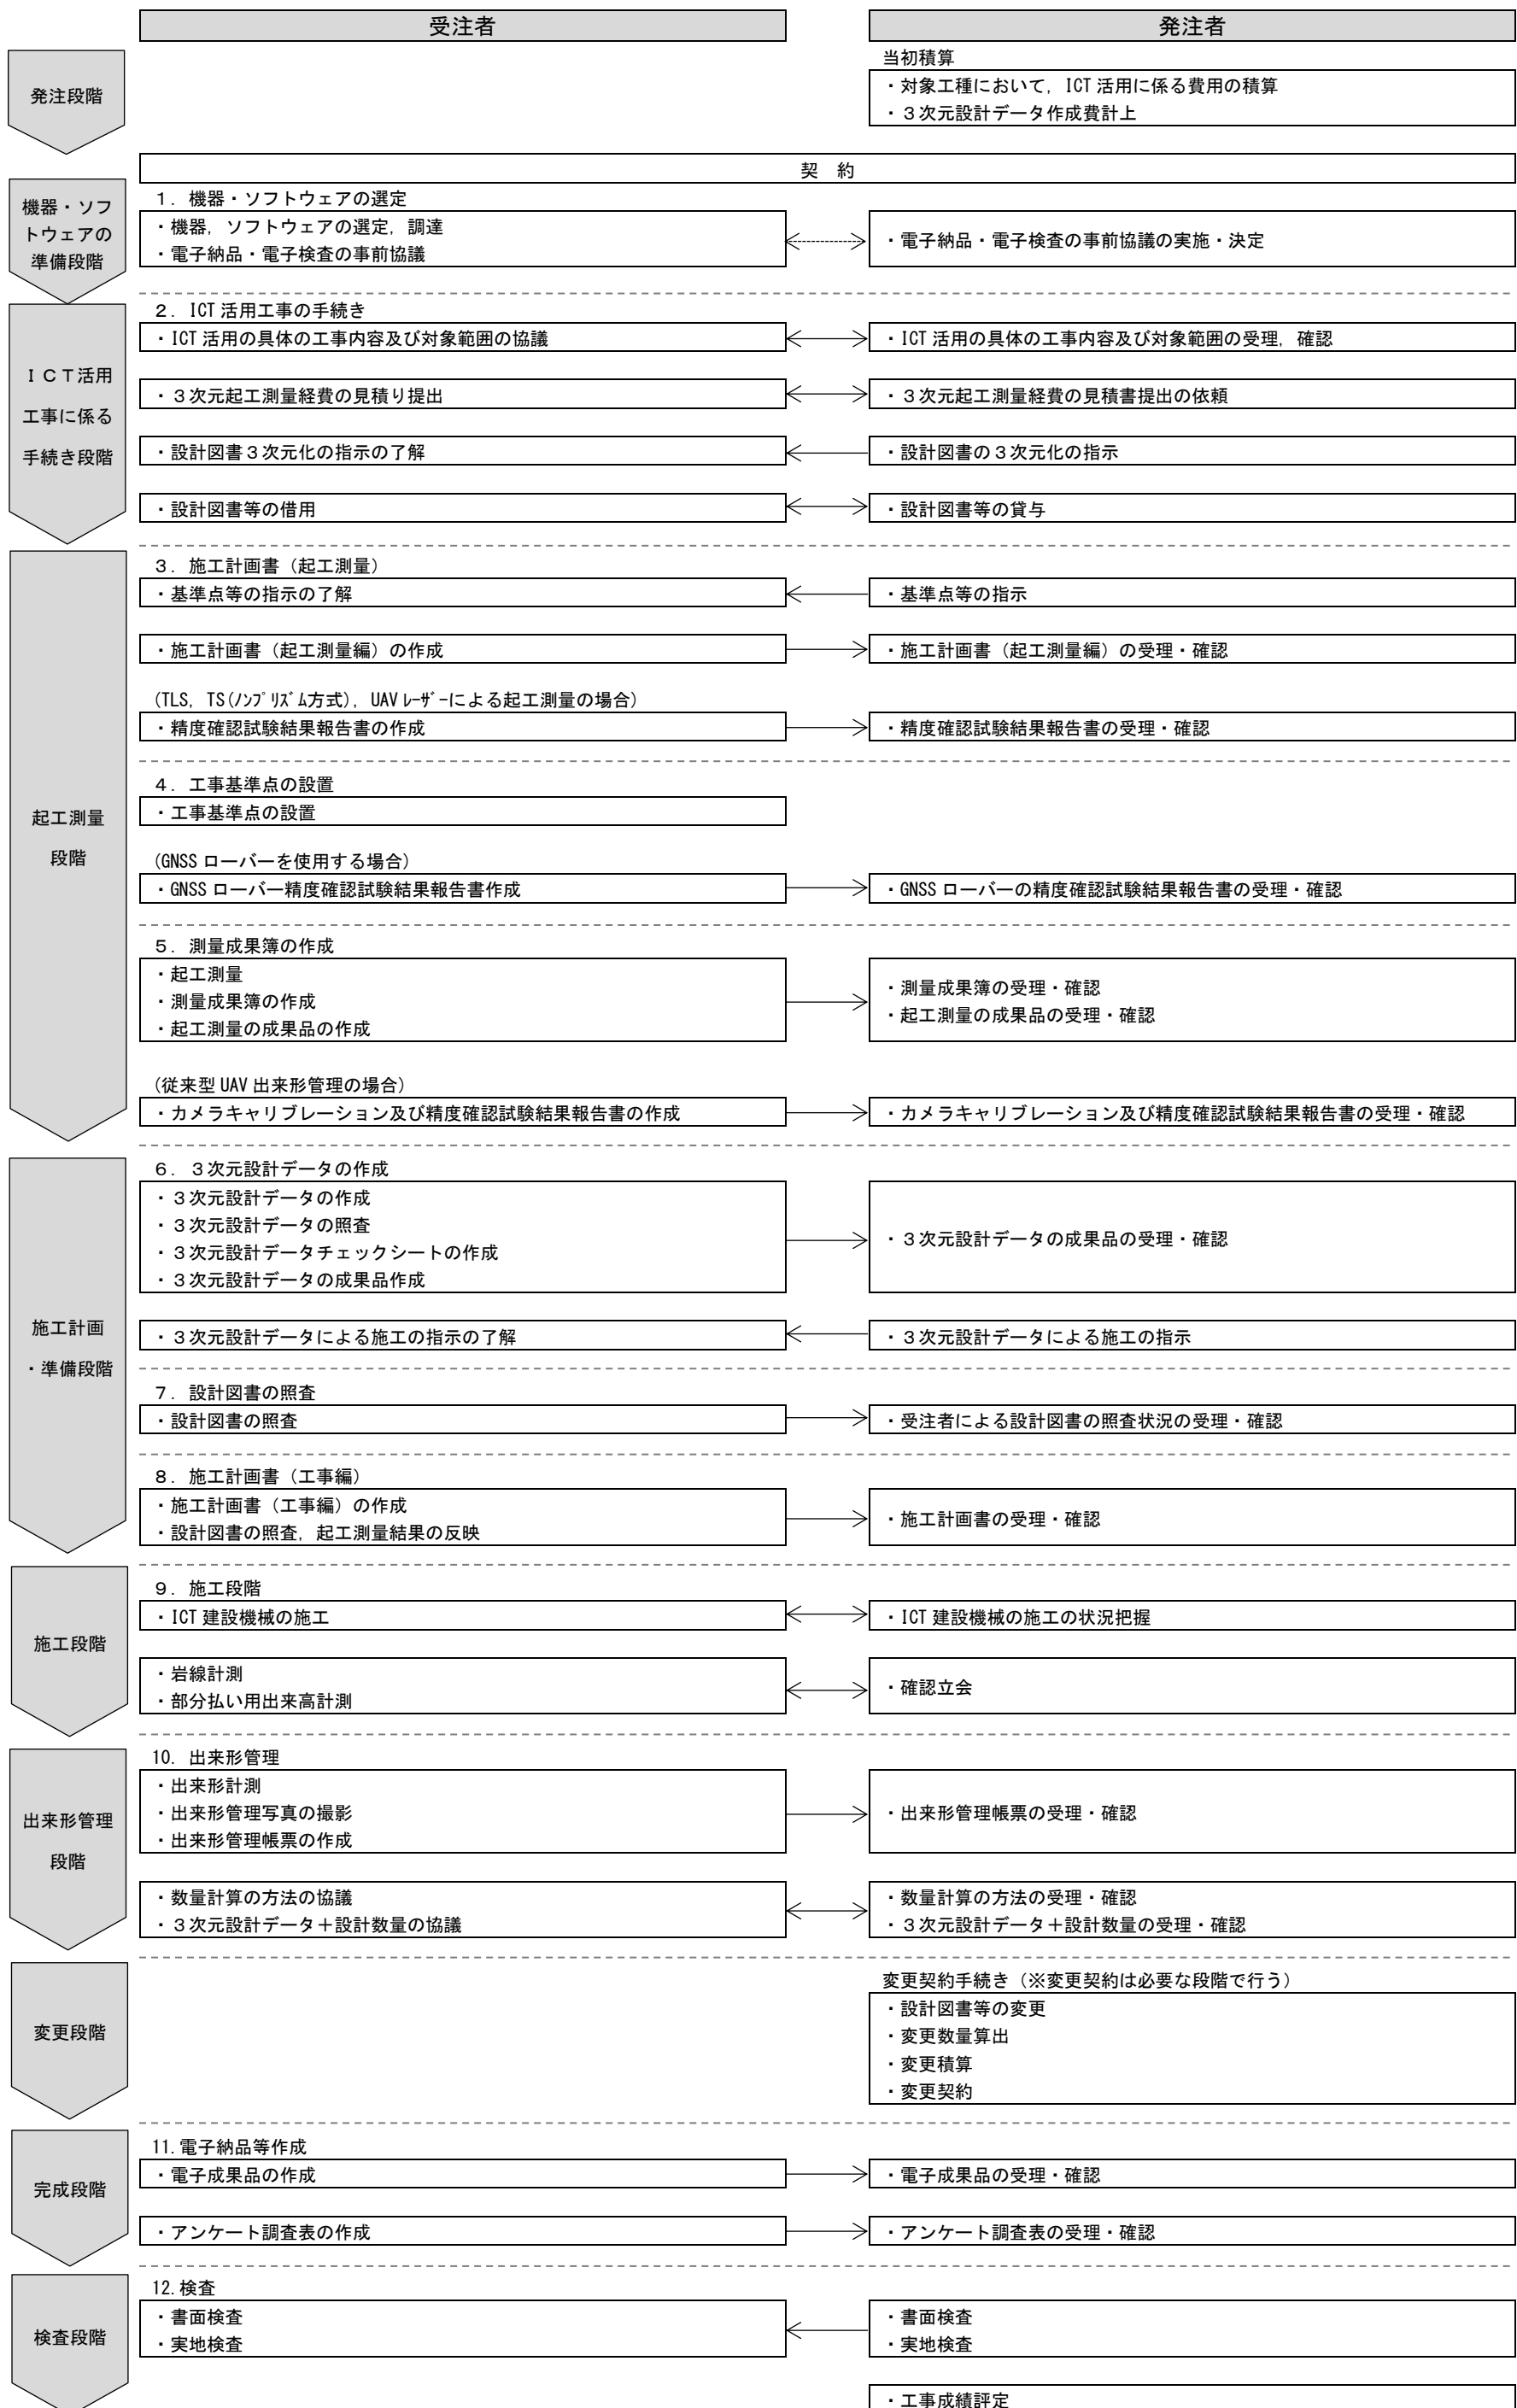 受注者
発注者
発注段階
当初積算
・対象工種において，ICT活用に係る費用の積算
・３次元設計データ作成費計上
契　約
機器・ソフ
トウェアの
準備段階
１．機器・ソフトウェアの選定
・機器，ソフトウェアの選定，調達
・電子納品・電子検査の事前協議
・電子納品・電子検査の事前協議の実施・決定
ＩＣＴ活用
工事に係る
手続き段階
２．ICT活用工事の手続き
・ICT活用の具体の工事内容及び対象範囲の協議
・ICT活用の具体の工事内容及び対象範囲の受理，確認
・３次元起工測量経費の見積り提出
・３次元起工測量経費の見積書提出の依頼
・設計図書３次元化の指示の了解
・設計図書の３次元化の指示
・設計図書等の借用
・設計図書等の貸与
起工測量
段階
３．施工計画書（起工測量）
・基準点等の指示の了解
・基準点等の指示
・施工計画書（起工測量編）の作成
・施工計画書（起工測量編）の受理・確認
(TLS，TS(ﾉﾝﾌﾟﾘｽﾞﾑ方式)，UAVﾚｰｻﾞｰによる起工測量の場合)
・精度確認試験結果報告書の作成
・精度確認試験結果報告書の受理・確認
４．工事基準点の設置
・工事基準点の設置
(GNSSローバーを使用する場合)
・GNSSローバー精度確認試験結果報告書作成
・GNSSローバーの精度確認試験結果報告書の受理・確認
５．測量成果簿の作成
・起工測量
・測量成果簿の作成
・起工測量の成果品の作成
・測量成果簿の受理・確認
・起工測量の成果品の受理・確認
(従来型UAV出来形管理の場合)
・カメラキャリブレーション及び精度確認試験結果報告書の作成
・カメラキャリブレーション及び精度確認試験結果報告書の受理・確認
施工計画
・準備段階
６．３次元設計データの作成
・３次元設計データの作成
・３次元設計データの照査
・３次元設計データチェックシートの作成
・３次元設計データの成果品作成
・３次元設計データの成果品の受理・確認
・３次元設計データによる施工の指示の了解
・３次元設計データによる施工の指示
７．設計図書の照査
・設計図書の照査
・受注者による設計図書の照査状況の受理・確認
８．施工計画書（工事編）
・施工計画書（工事編）の作成
・設計図書の照査，起工測量結果の反映
・施工計画書の受理・確認
施工段階
９．施工段階
・ICT建設機械の施工
・ICT建設機械の施工の状況把握
・岩線計測
・部分払い用出来高計測
・確認立会
出来形管理
段階
10．出来形管理
・出来形計測
・出来形管理写真の撮影
・出来形管理帳票の作成
・出来形管理帳票の受理・確認
・数量計算の方法の協議
・３次元設計データ＋設計数量の協議
・数量計算の方法の受理・確認
・３次元設計データ＋設計数量の受理・確認
変更段階
変更契約手続き（※変更契約は必要な段階で行う）
・設計図書等の変更
・変更数量算出
・変更積算
・変更契約
完成段階
11.電子納品等作成
・電子成果品の作成
・電子成果品の受理・確認
・アンケート調査表の作成
・アンケート調査表の受理・確認
検査段階
12.検査
・書面検査
・実地検査
・書面検査
・実地検査
・工事成績評定